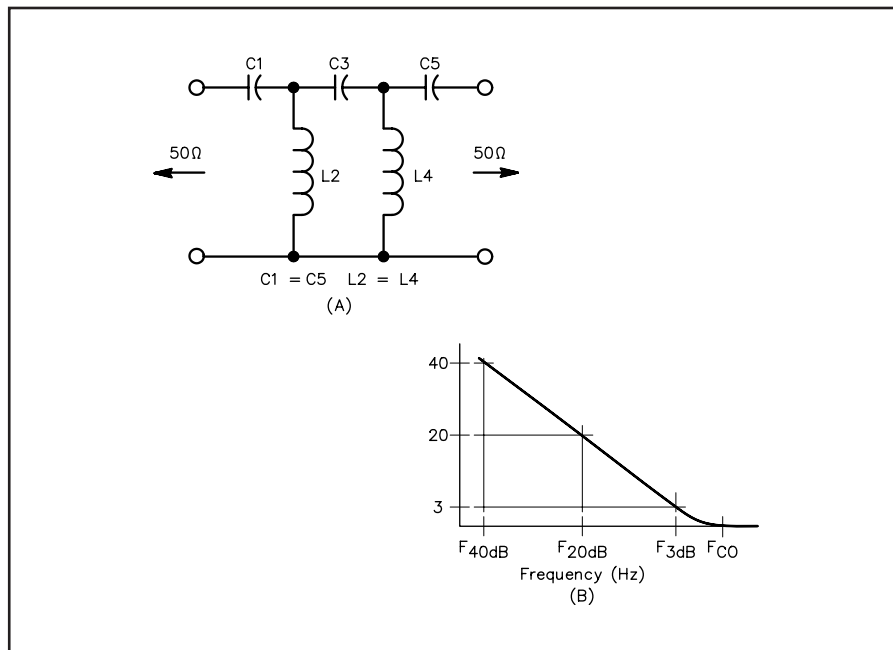 C1 C3 C5
50Ω 50Ω
L2 L4
C1 = C5 L2 = L4
(A)
40
20
3
F40dB F20dB F3dB FCO
Frequency (Hz)
(B)